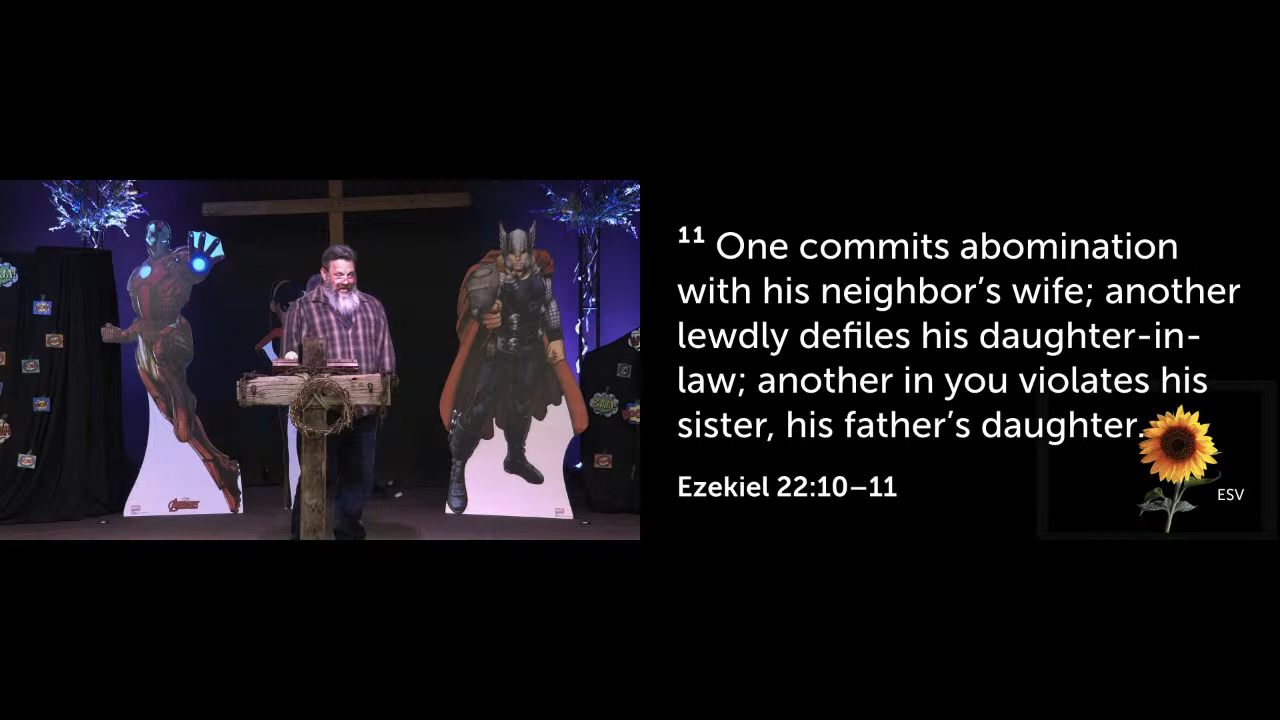 11 One commits abomination
with his neighbor’s wife; another
lewdly defiles his daughter-in-
law; another in you violates his
sister, his father’s daughter.
Ezekiel 22:10–11
ESV
AVENGERS